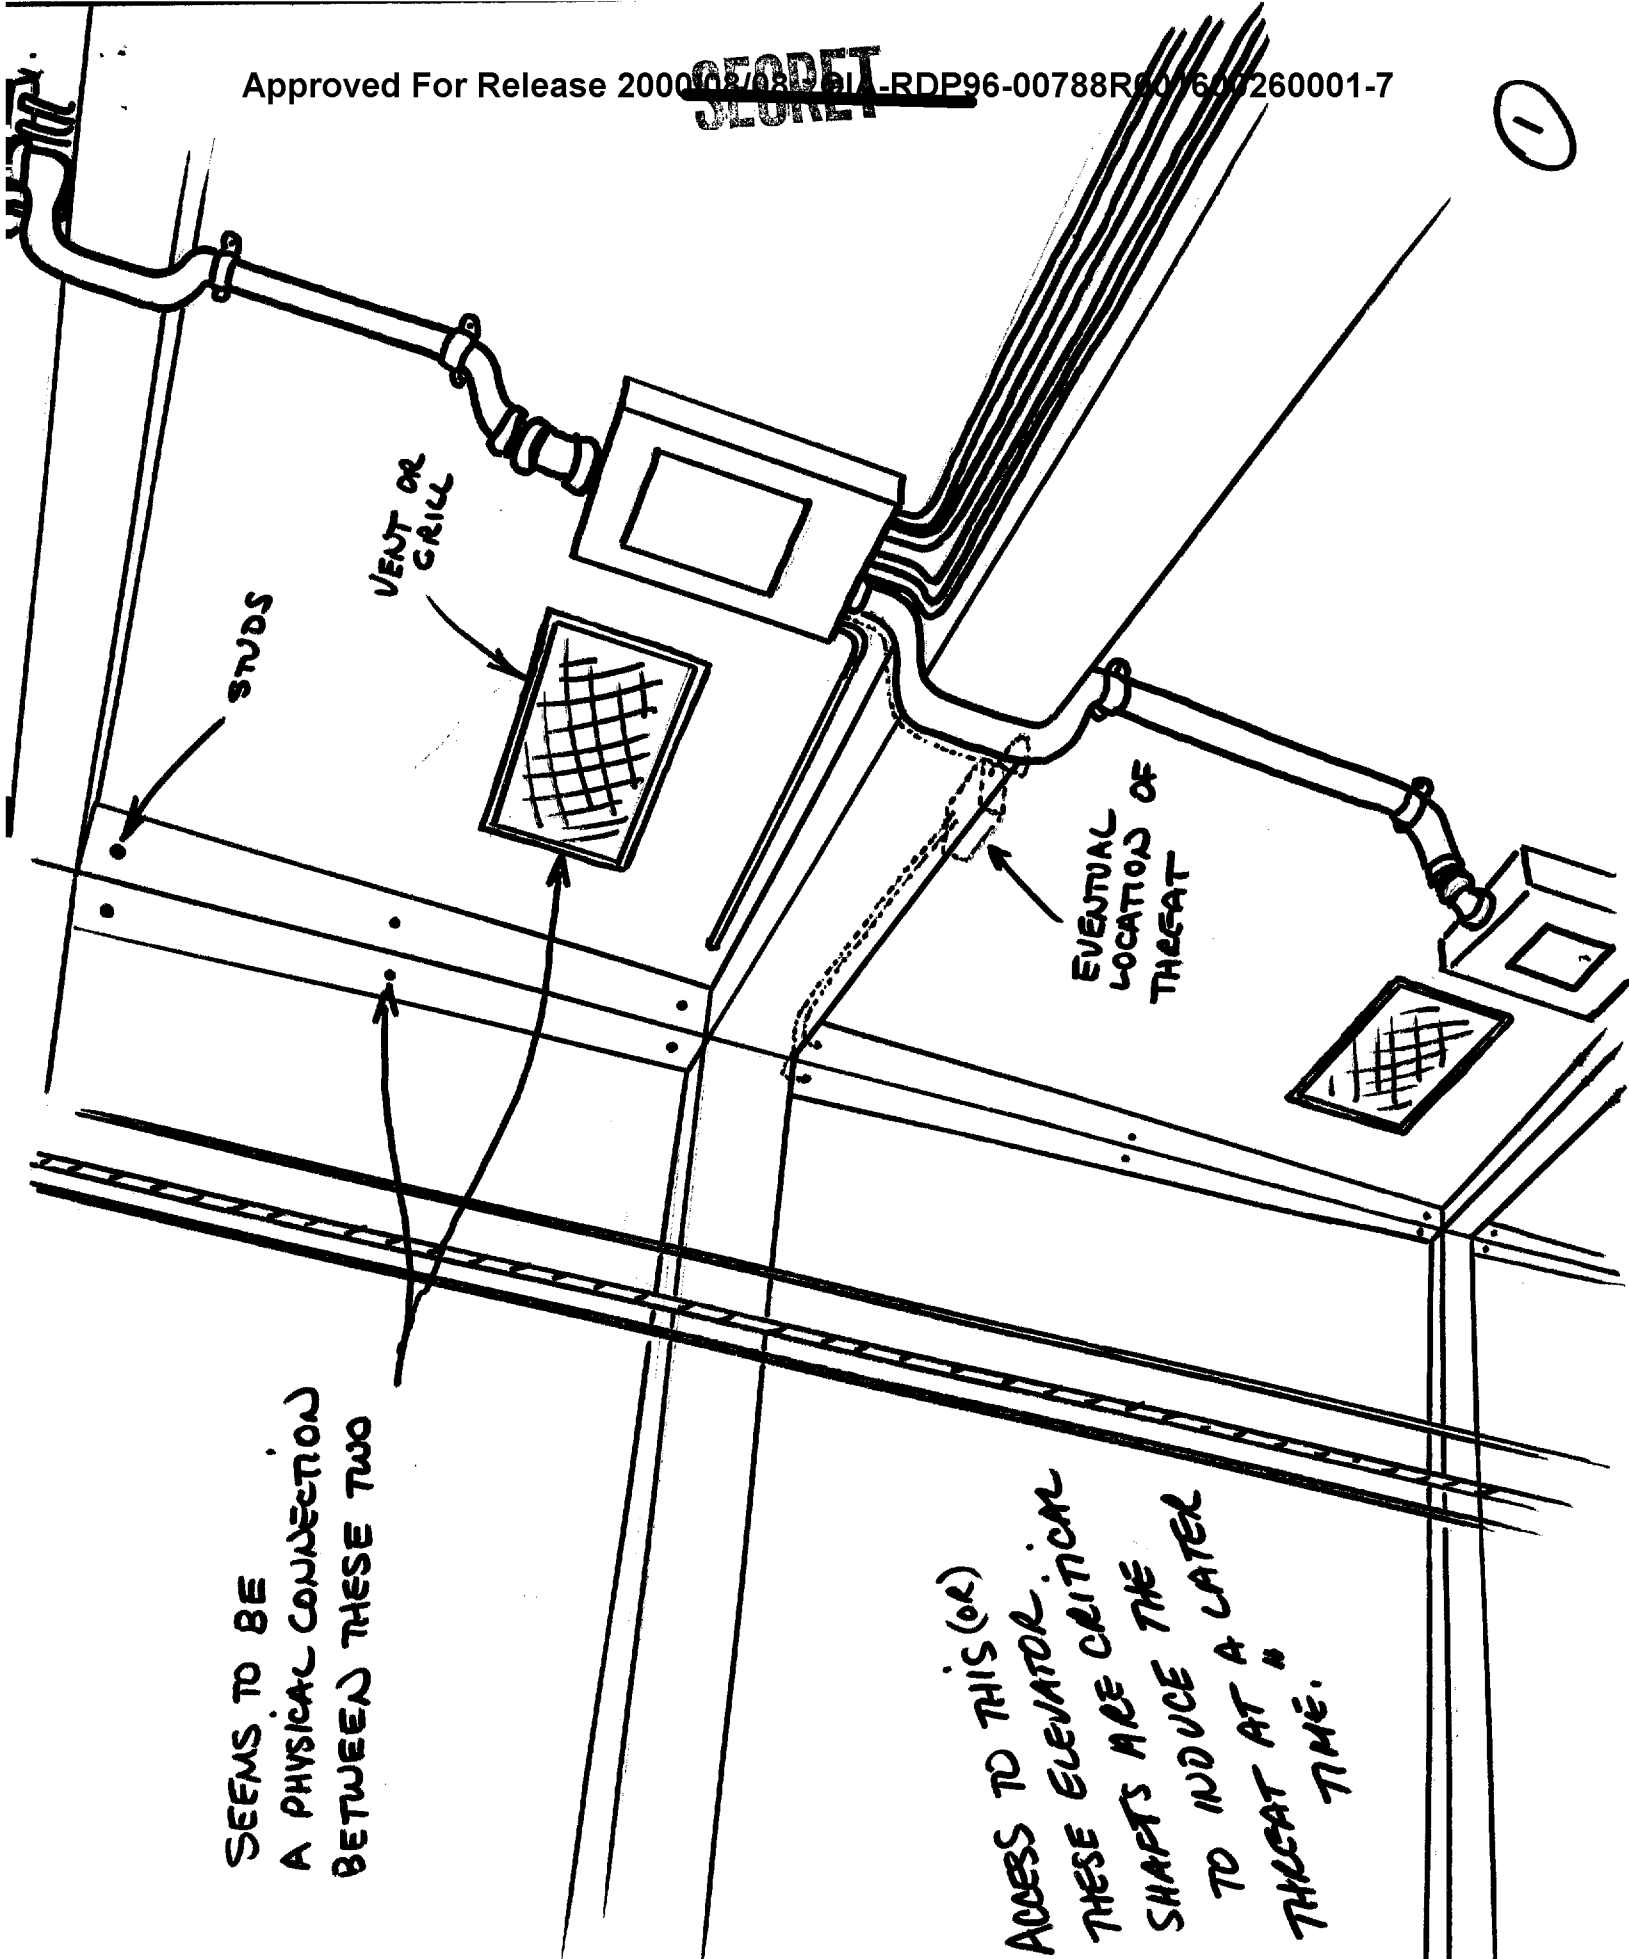 SECRET
Approved For Release 2000/08/08 : CIA-RDP96-00788R001600260001-7
1
VENT OR
GRILL
STUDS
EVENTUAL
LOCATION OF
THREAT
SEEMS TO BE
A PHYSICAL CONNECTION
BETWEEN THESE TWO
ACCESS TO THIS (OR)
THESE ELEVATOR
SHAFTS ARE CRITICAL
TO INDUCE THE
THREAT AT A LATER
TIME.